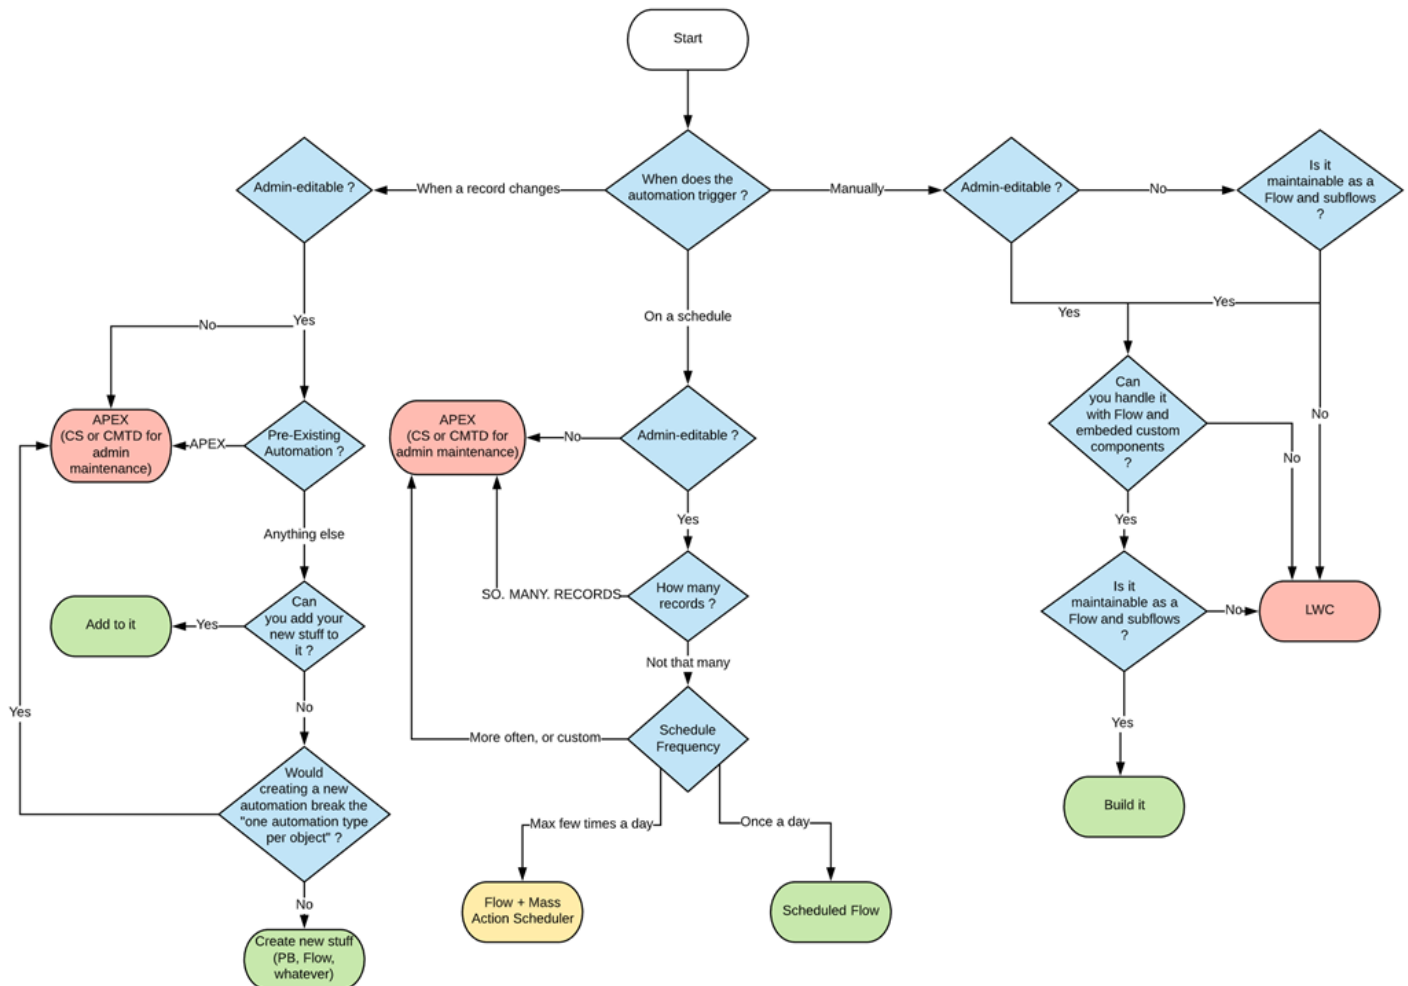 Start
When does the
automation trigger ?
When a record changes
Admin-editable ?
Manually
Admin-editable ?
No
Is it
maintainable as a
Flow and subflows
?
No
Yes
On a schedule
Yes
Yes
No
APEX
(CS or CMTD for
admin
maintenance)
APEX
Pre-Existing
Automation ?
APEX
(CS or CMTD for
admin maintenance)
No
Admin-editable ?
Can
you handle it
with Flow and
embeded custom
components
?
No
Anything else
Yes
Yes
Add to it
Yes
Can
you add your
new stuff to
it ?
SO. MANY. RECORDS
How many
records ?
Is it
maintainable as a
Flow and subflows
?
No
LWC
Not that many
Yes
No
More often, or custom
Schedule
Frequency
Yes
Would
creating a new
automation break the
"one automation type
per object" ?
Build it
Max few times a day
Once a day
No
Flow + Mass
Action Scheduler
Scheduled Flow
Create new stuff
(PB, Flow,
whatever)